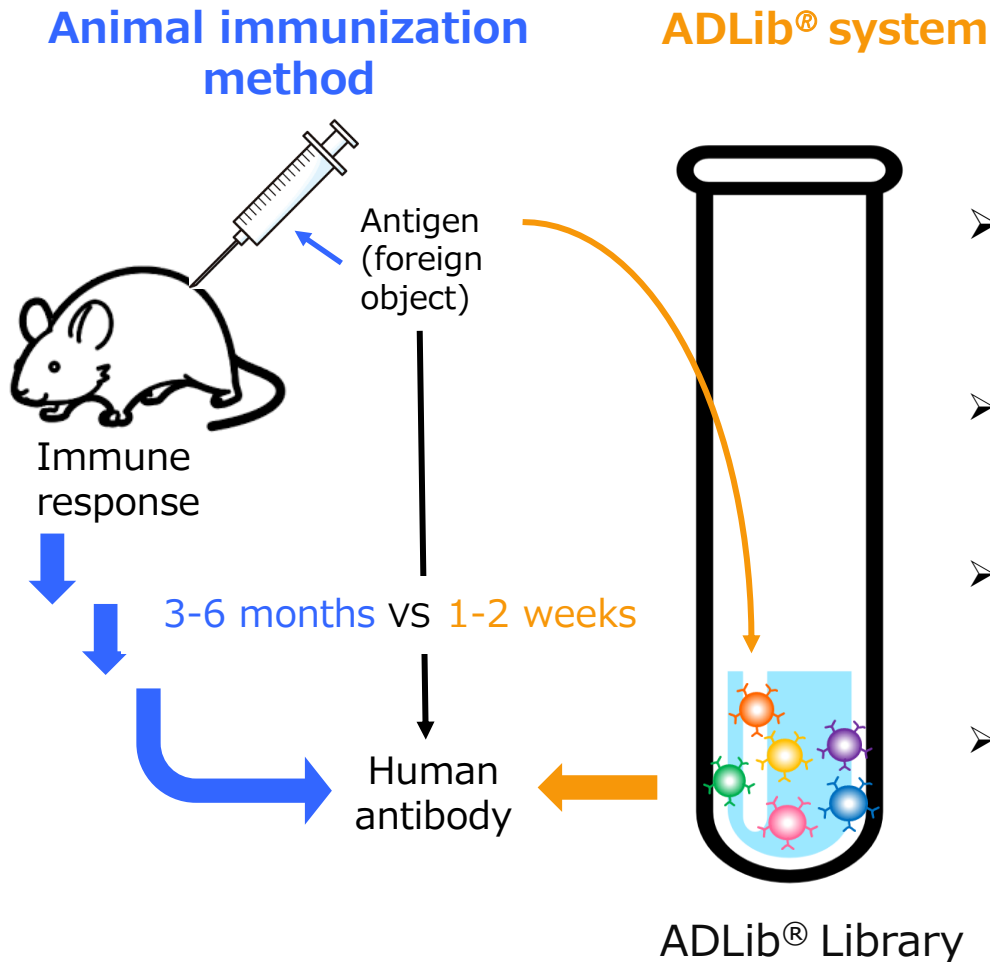 Animal immunization
method
ADLib® system
Antigen
(foreign
object)
Immune
response
3-6 months VS 1-2 weeks
Human
antibody
ADLib® Library